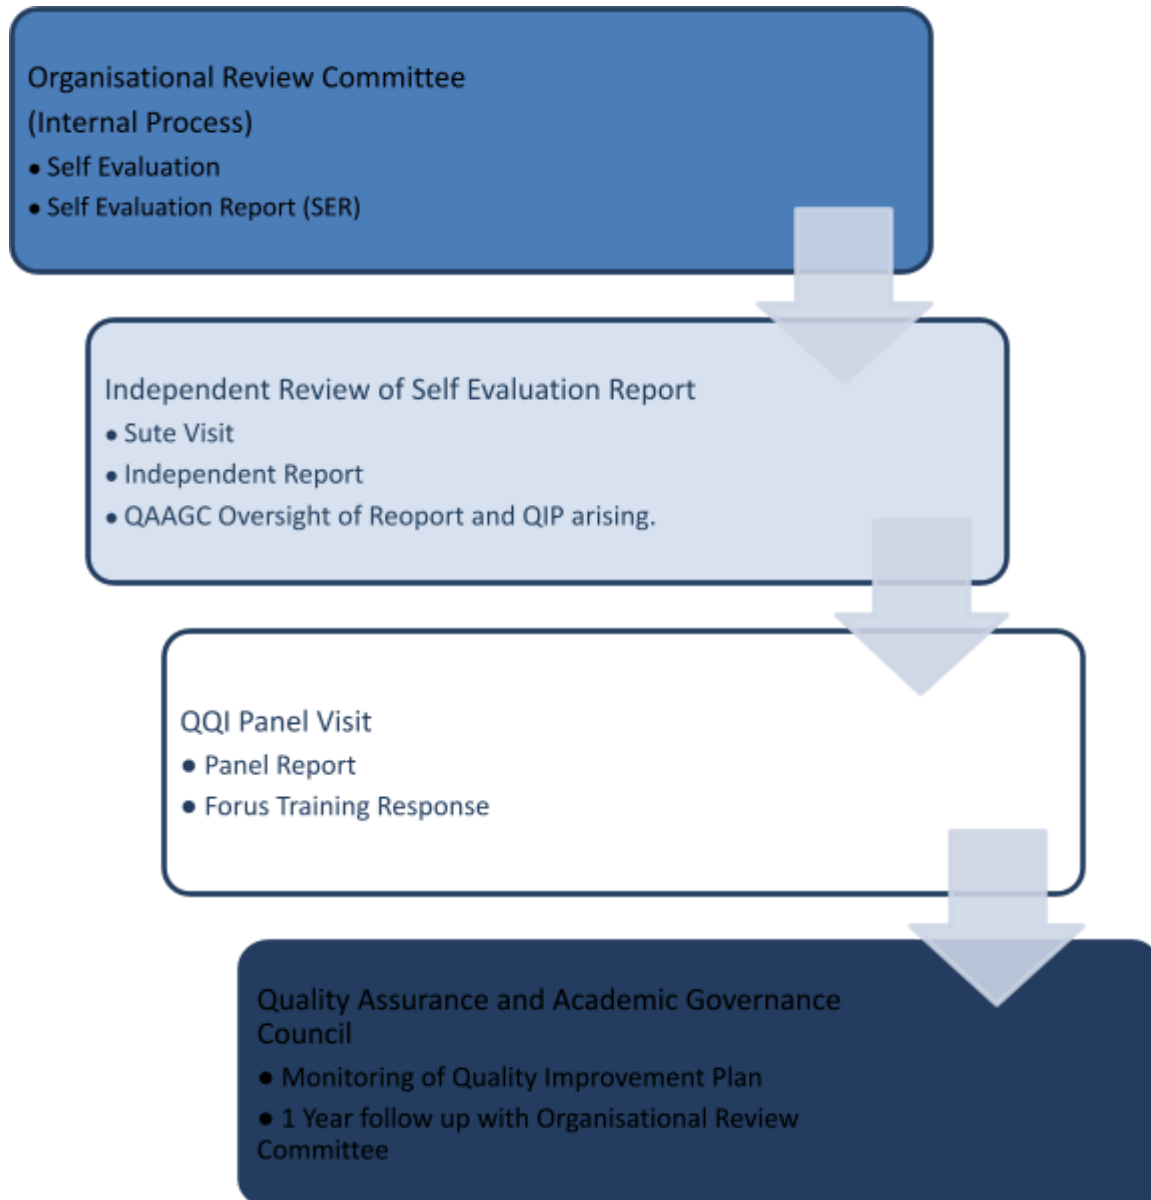 Organisational Review Committee
(Internal Process)
● Self Evaluation
● Self Evaluation Report (SER)
Independent Review of Self Evaluation Report
● Sute Visit
● Independent Report
● QAAGC Oversight of Reoport and QIP arising.
QQI Panel Visit
● Panel Report
● Forus Training Response
Quality Assurance and Academic Governance
Council
● Monitoring of Quality Improvement Plan
● 1 Year follow up with Organisational Review
Committee